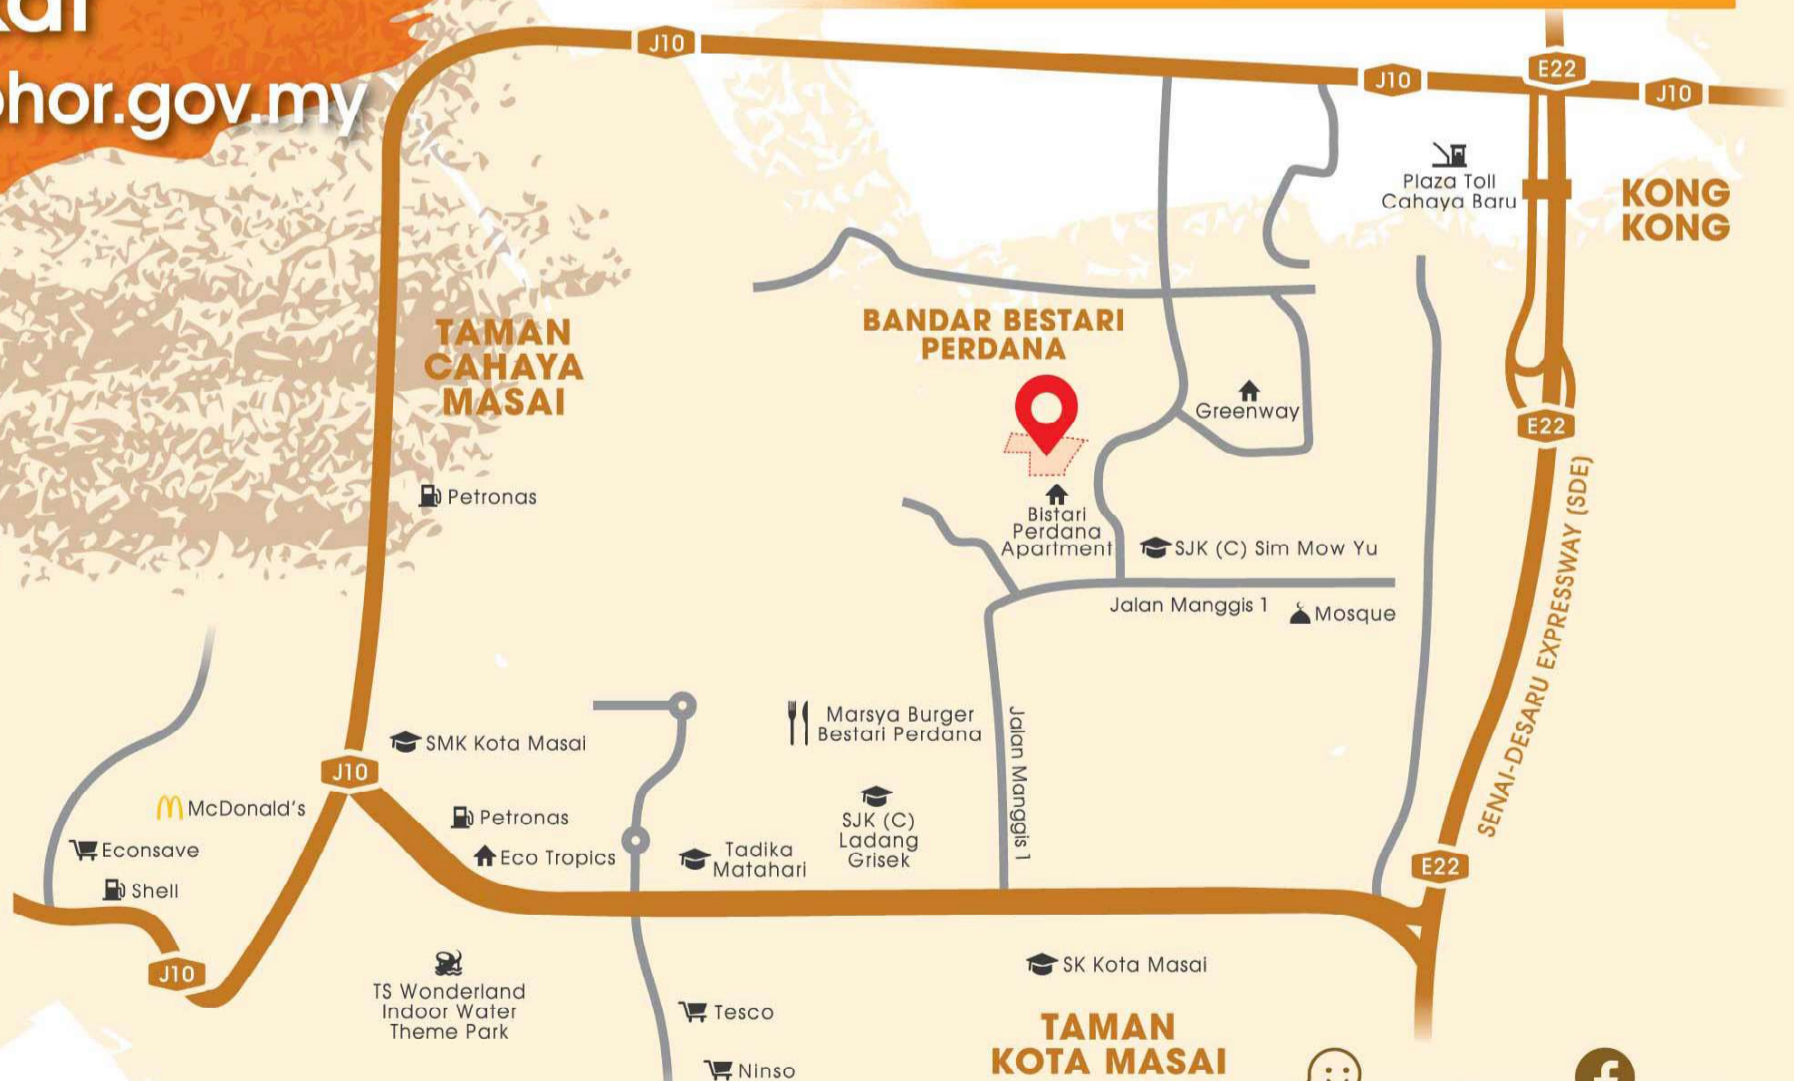 ohor.gov.my
J10
J10
E22
J10
Plaza Toll
Cahaya Baru
KONG
KONG
TAMAN
CAHAYA
MASAI
BANDAR BESTARI
PERDANA
Greenway
E22
Petronas
Bistari
Perdana
Apartment
SJK (C) Sim Mow Yu
SENAI-DESARU EXPRESSWAY (SDE)
Jalan Manggis 1
Mosque
SMK Kota Masai
Marsya Burger
Bestari Perdana
Jalan Manggis 1
J10
McDonald's
Petronas
SJK (C)
Ladang
Grisek
Econsave
Eco Tropics
Tadika
Matahari
E22
Shell
J10
SK Kota Masai
TS Wonderland
Indoor Water
Theme Park
Tesco
TAMAN
KOTA MASAI
Ninso